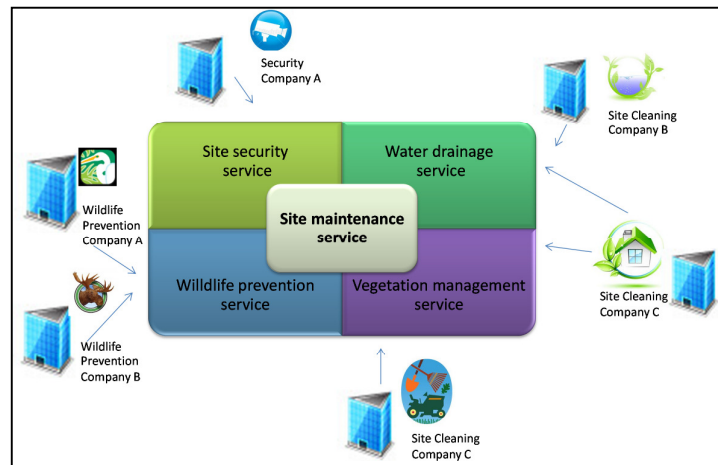 Security
Company A
Site Cleaning
Company B
Site security
service
Water drainage
service
Wildlife
Prevention
Company A
Site maintenance
service
Willdlife prevention
service
Vegetation management
service
Site Cleaning
Company C
Wildlife
Prevention
Company B
Site Cleaning
Company C